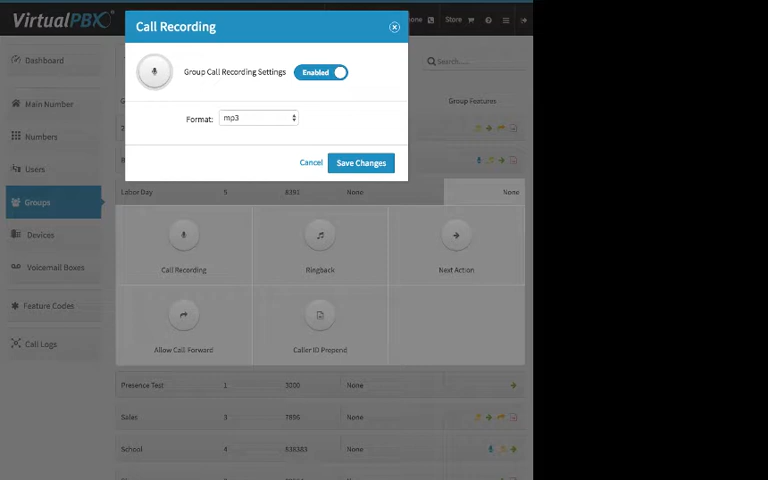 Call Recording
VirtualPBX
Store
Group Call Recording Settings
Enabled
Dashboard
Search.....
Format:
mp3
Main Number
Group Features
Numbers
Cancel
Save Changes
Users
Labor Day 5 8391 None None
Groups
Devices
Call Recording
Ringback
Next Action
Voicemail Boxes
Feature Codes
Allow Call Forward
Caller ID Prepend
Call Logs
Presence Test 1 3000 None
Sales 3 7896 None
School 4 638383 None